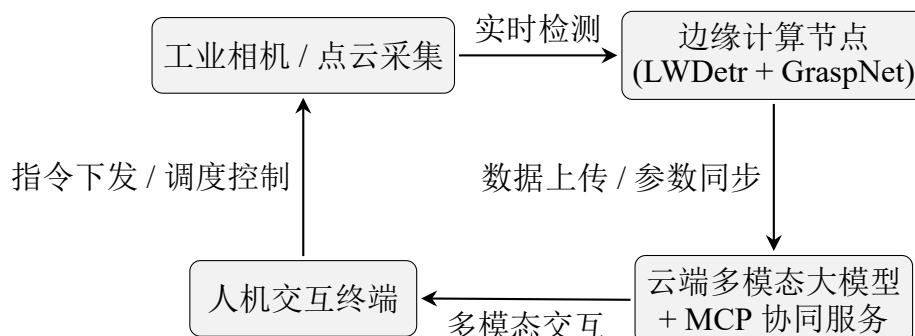 工业相机 / 点云采集
实时检测
边缘计算节点
(LWDetr + GraspNet)
指令下发 / 调度控制
数据上传 / 参数同步
人机交互终端
多模态交互
云端多模态大模型
+ MCP 协同服务